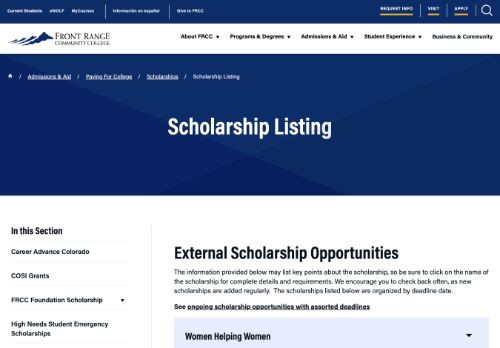 Current Students eWOLF MyCourses Información en español Give to FRCC REQUEST INFO VISIT APPLY
FRONT RANGE
COMMUNITY COLLEGE
About FRCC Programs & Degrees Admissions & Aid Student Experience Business & Community
/ Admissions & Aid / Paying For College / Scholarships / Scholarship Listing
Scholarship Listing
In this Section
Career Advance Colorado
COSI Grants
FRCC Foundation Scholarship
High Needs Student Emergency
Scholarships
External Scholarship Opportunities
The information provided below may list key points about the scholarship, so be sure to click on the name
of the scholarship for complete details and requirements. We encourage you to check back often, as new
scholarships are added regularly. The scholarships listed below are organized by deadline date.
See ongoing scholarship opportunities with assorted deadlines
Women Helping Women